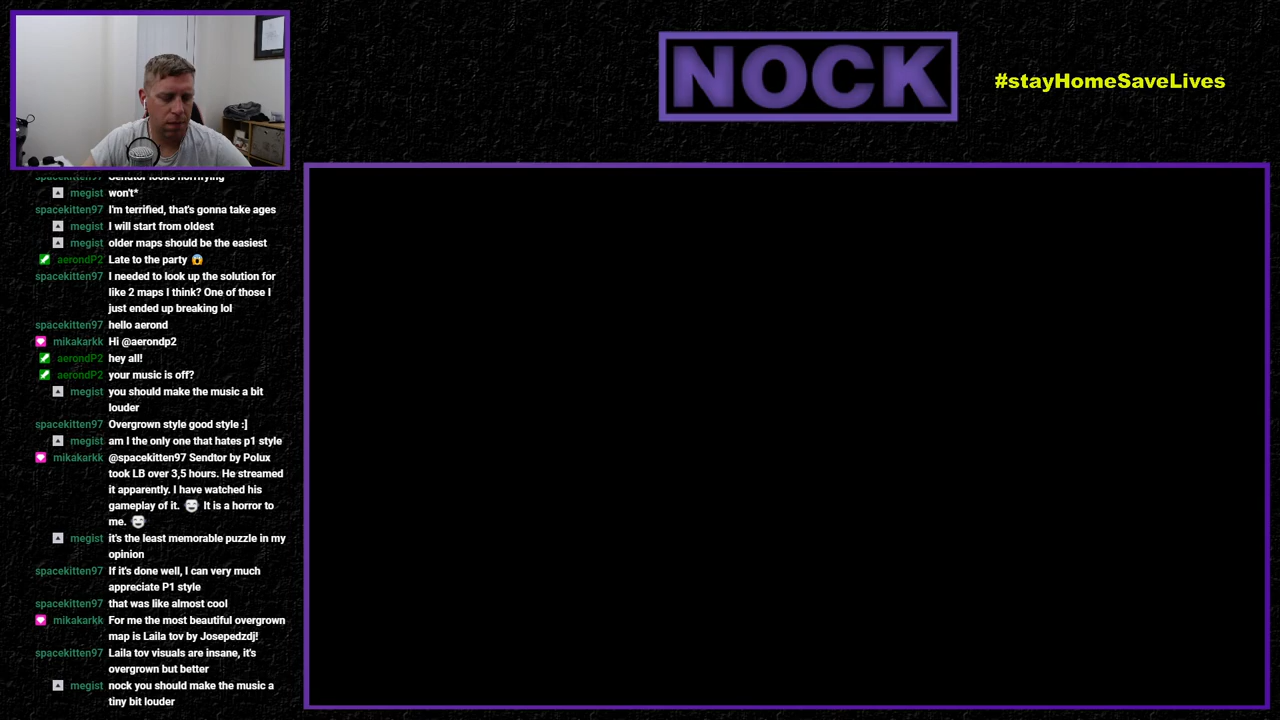 NOCK
#stayHomeSaveLives
spacekitten97 Sendtor looks horrifying
megist won't*
spacekitten97 I'm terrified, that's gonna take ages
megist I will start from oldest
megist older maps should be the easiest
aerondP2 Late to the party 😱
spacekitten97 I needed to look up the solution for
like 2 maps I think? One of those I
just ended up breaking lol
spacekitten97 hello aerond
mikakarkk Hi @aerondp2
aerondP2 hey all!
aerondP2 your music is off?
megist you should make the music a bit
louder
spacekitten97 Overgrown style good style :]
megist am I the only one that hates p1 style
mikakarkk @spacekitten97 Sendtor by Polux
took LB over 3,5 hours. He streamed
it apparently. I have watched his
gameplay of it. It is a horror to
me.
megist it's the least memorable puzzle in my
opinion
spacekitten97 If it's done well, I can very much
appreciate P1 style
spacekitten97 that was like almost cool
mikakarkk For me the most beautiful overgrown
map is Laila tov by Josepedzdj!
spacekitten97 Laila tov visuals are insane, it's
overgrown but better
megist nock you should make the music a
tiny bit louder